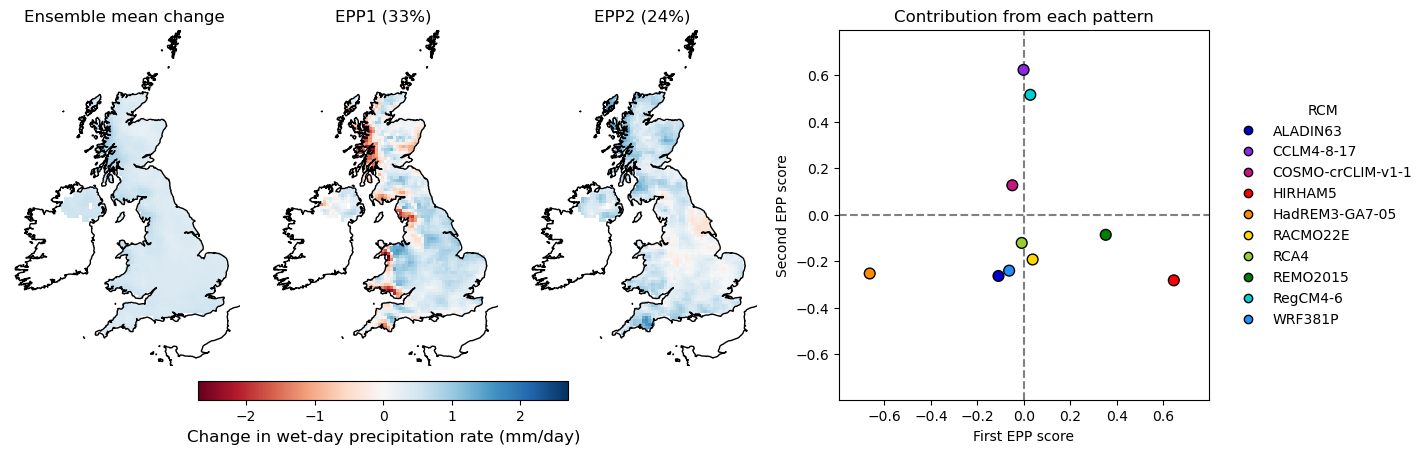 Ensemble mean change
EPP1 (33%)
EPP2 (24%)
−2
−1
0
1
2
Change in wet-day precipitation rate (mm/day)
Contribution from each pattern
Second EPP score
0.6
0.4
0.2
0.0
−0.2
−0.4
−0.6
−0.6
−0.4
−0.2
0.0
0.2
0.4
0.6
First EPP score
RCM
ALADIN63
CCLM4-8-17
COSMO-crCLIM-v1-1
HIRHAM5
HadREM3-GA7-05
RACMO22E
RCA4
REMO2015
RegCM4-6
WRF381P